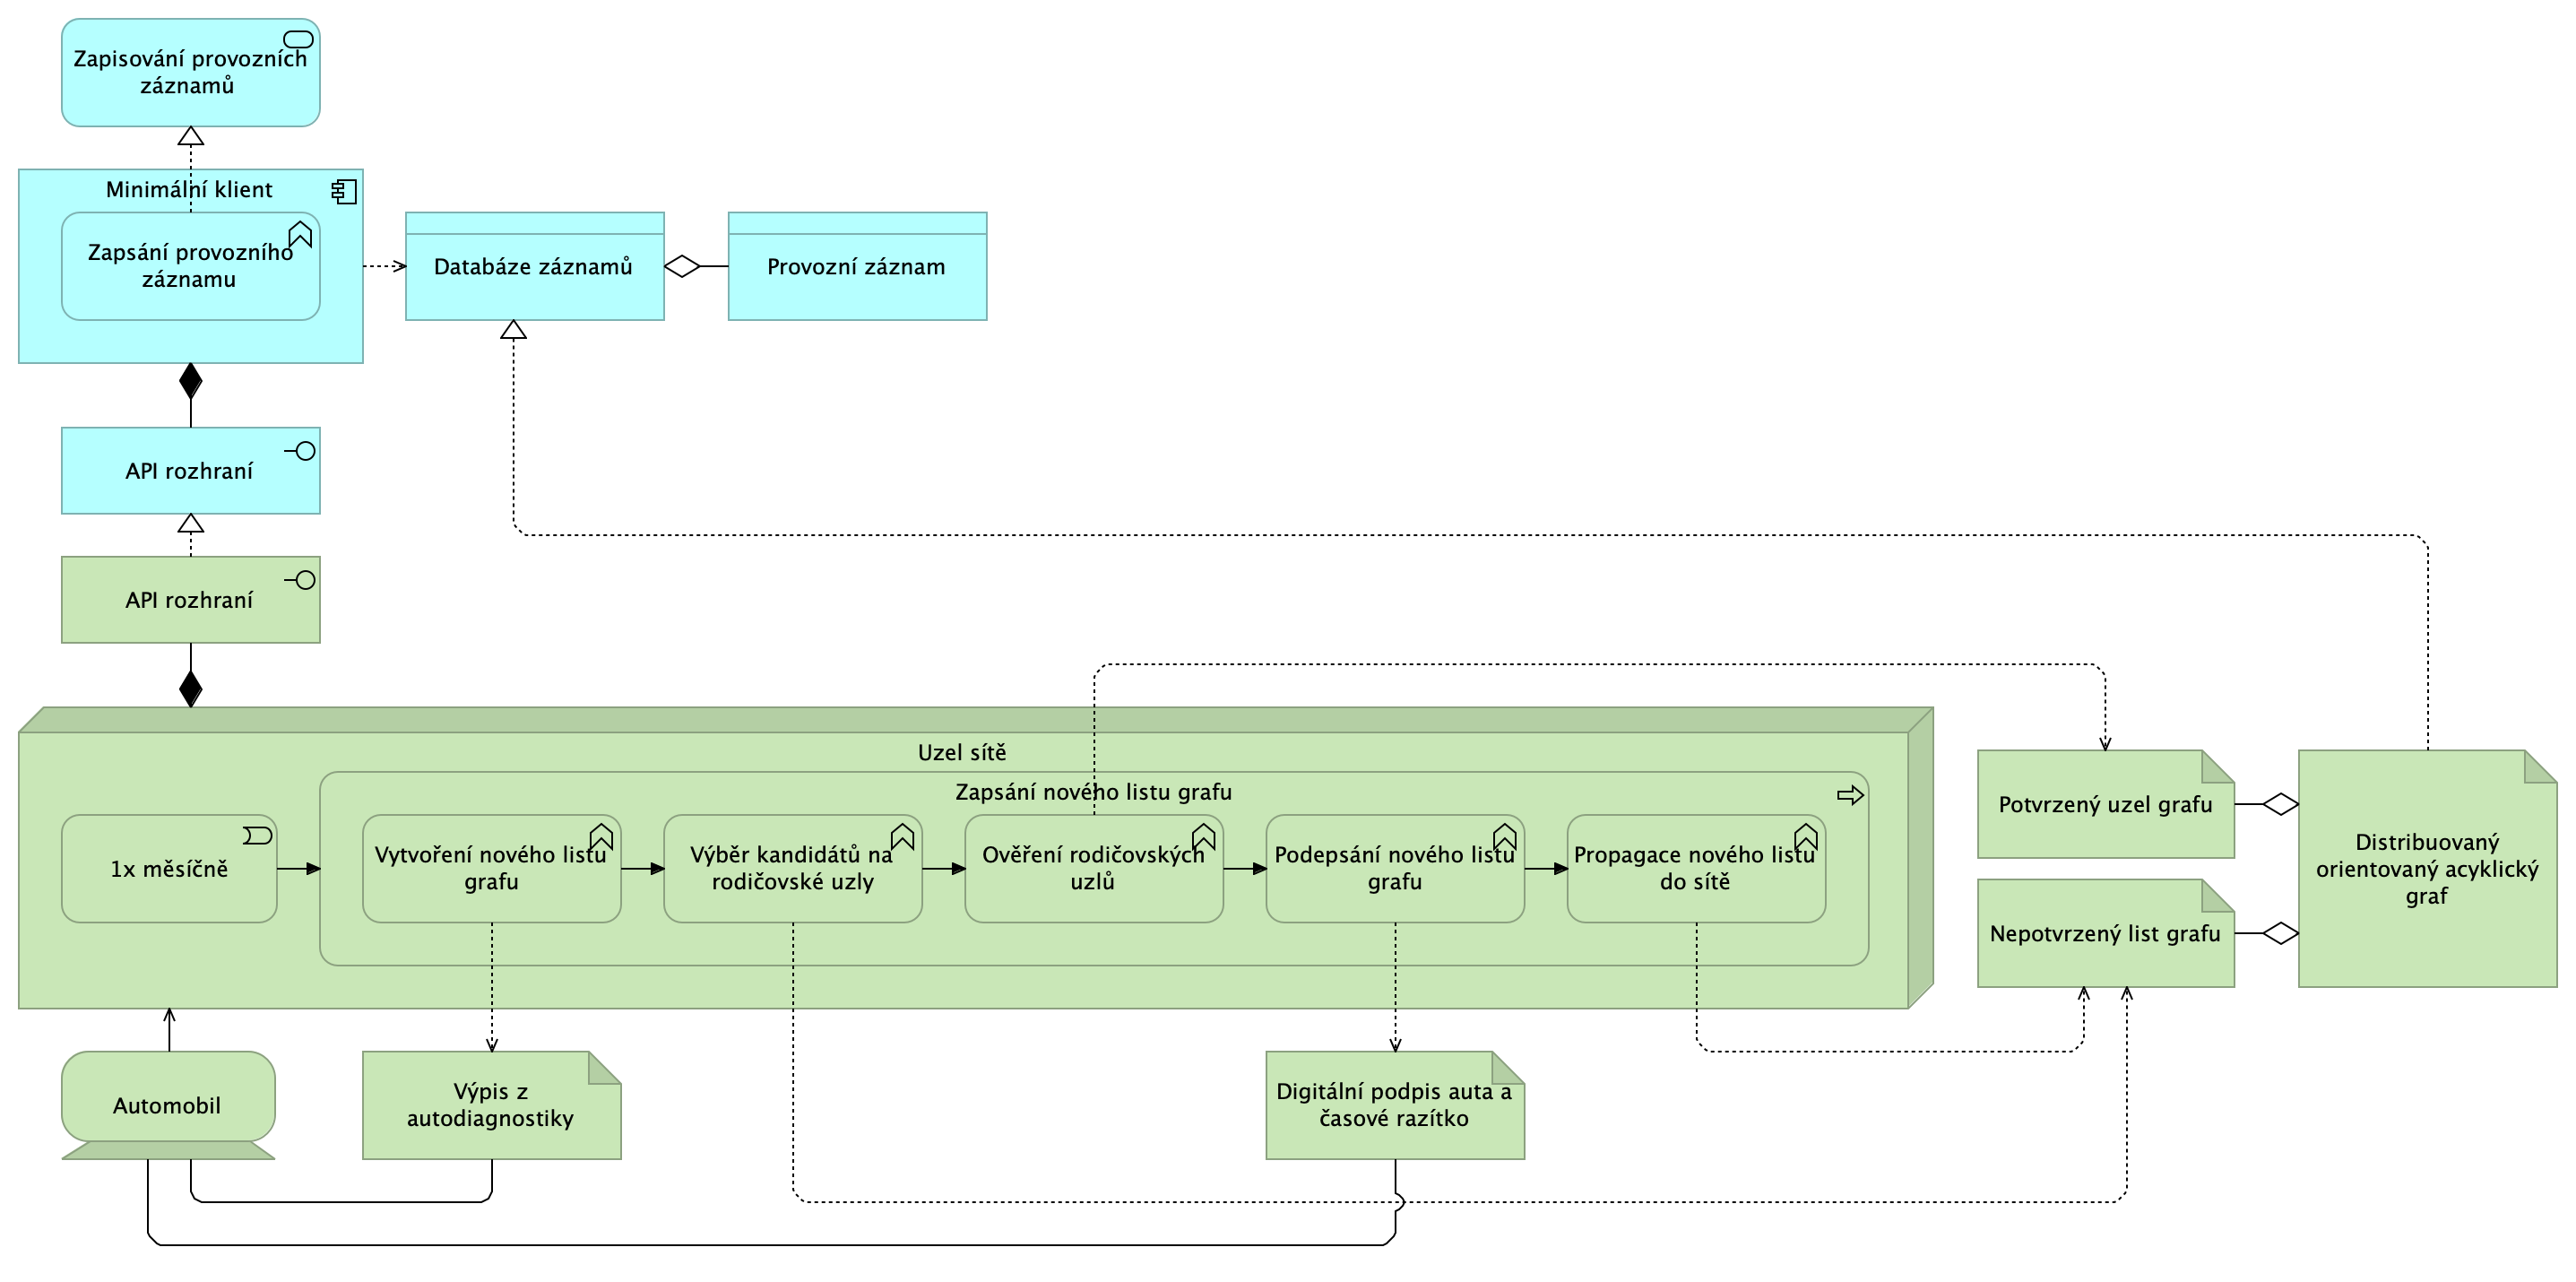 Zapisování provozních
záznamů
Minimální klient
Zapsání provozního
záznamu
Databáze záznamů
Provozní záznam
API rozhraní
API rozhraní
Uzel sítě
Zapsání nového listu grafu
1x měsíčně
Vytvoření nového listu
grafu
Výběr kandidátů na
rodičovské uzly
Ověření rodičovských
uzlů
Podepsání nového listu
grafu
Propagace nového listu
do sítě
Potvrzený uzel grafu
Nepotvrzený list grafu
Distribuovaný
orientovaný acyklický
graf
Automobil
Výpis z
autodiagnostiky
Digitální podpis auta a
časové razítko